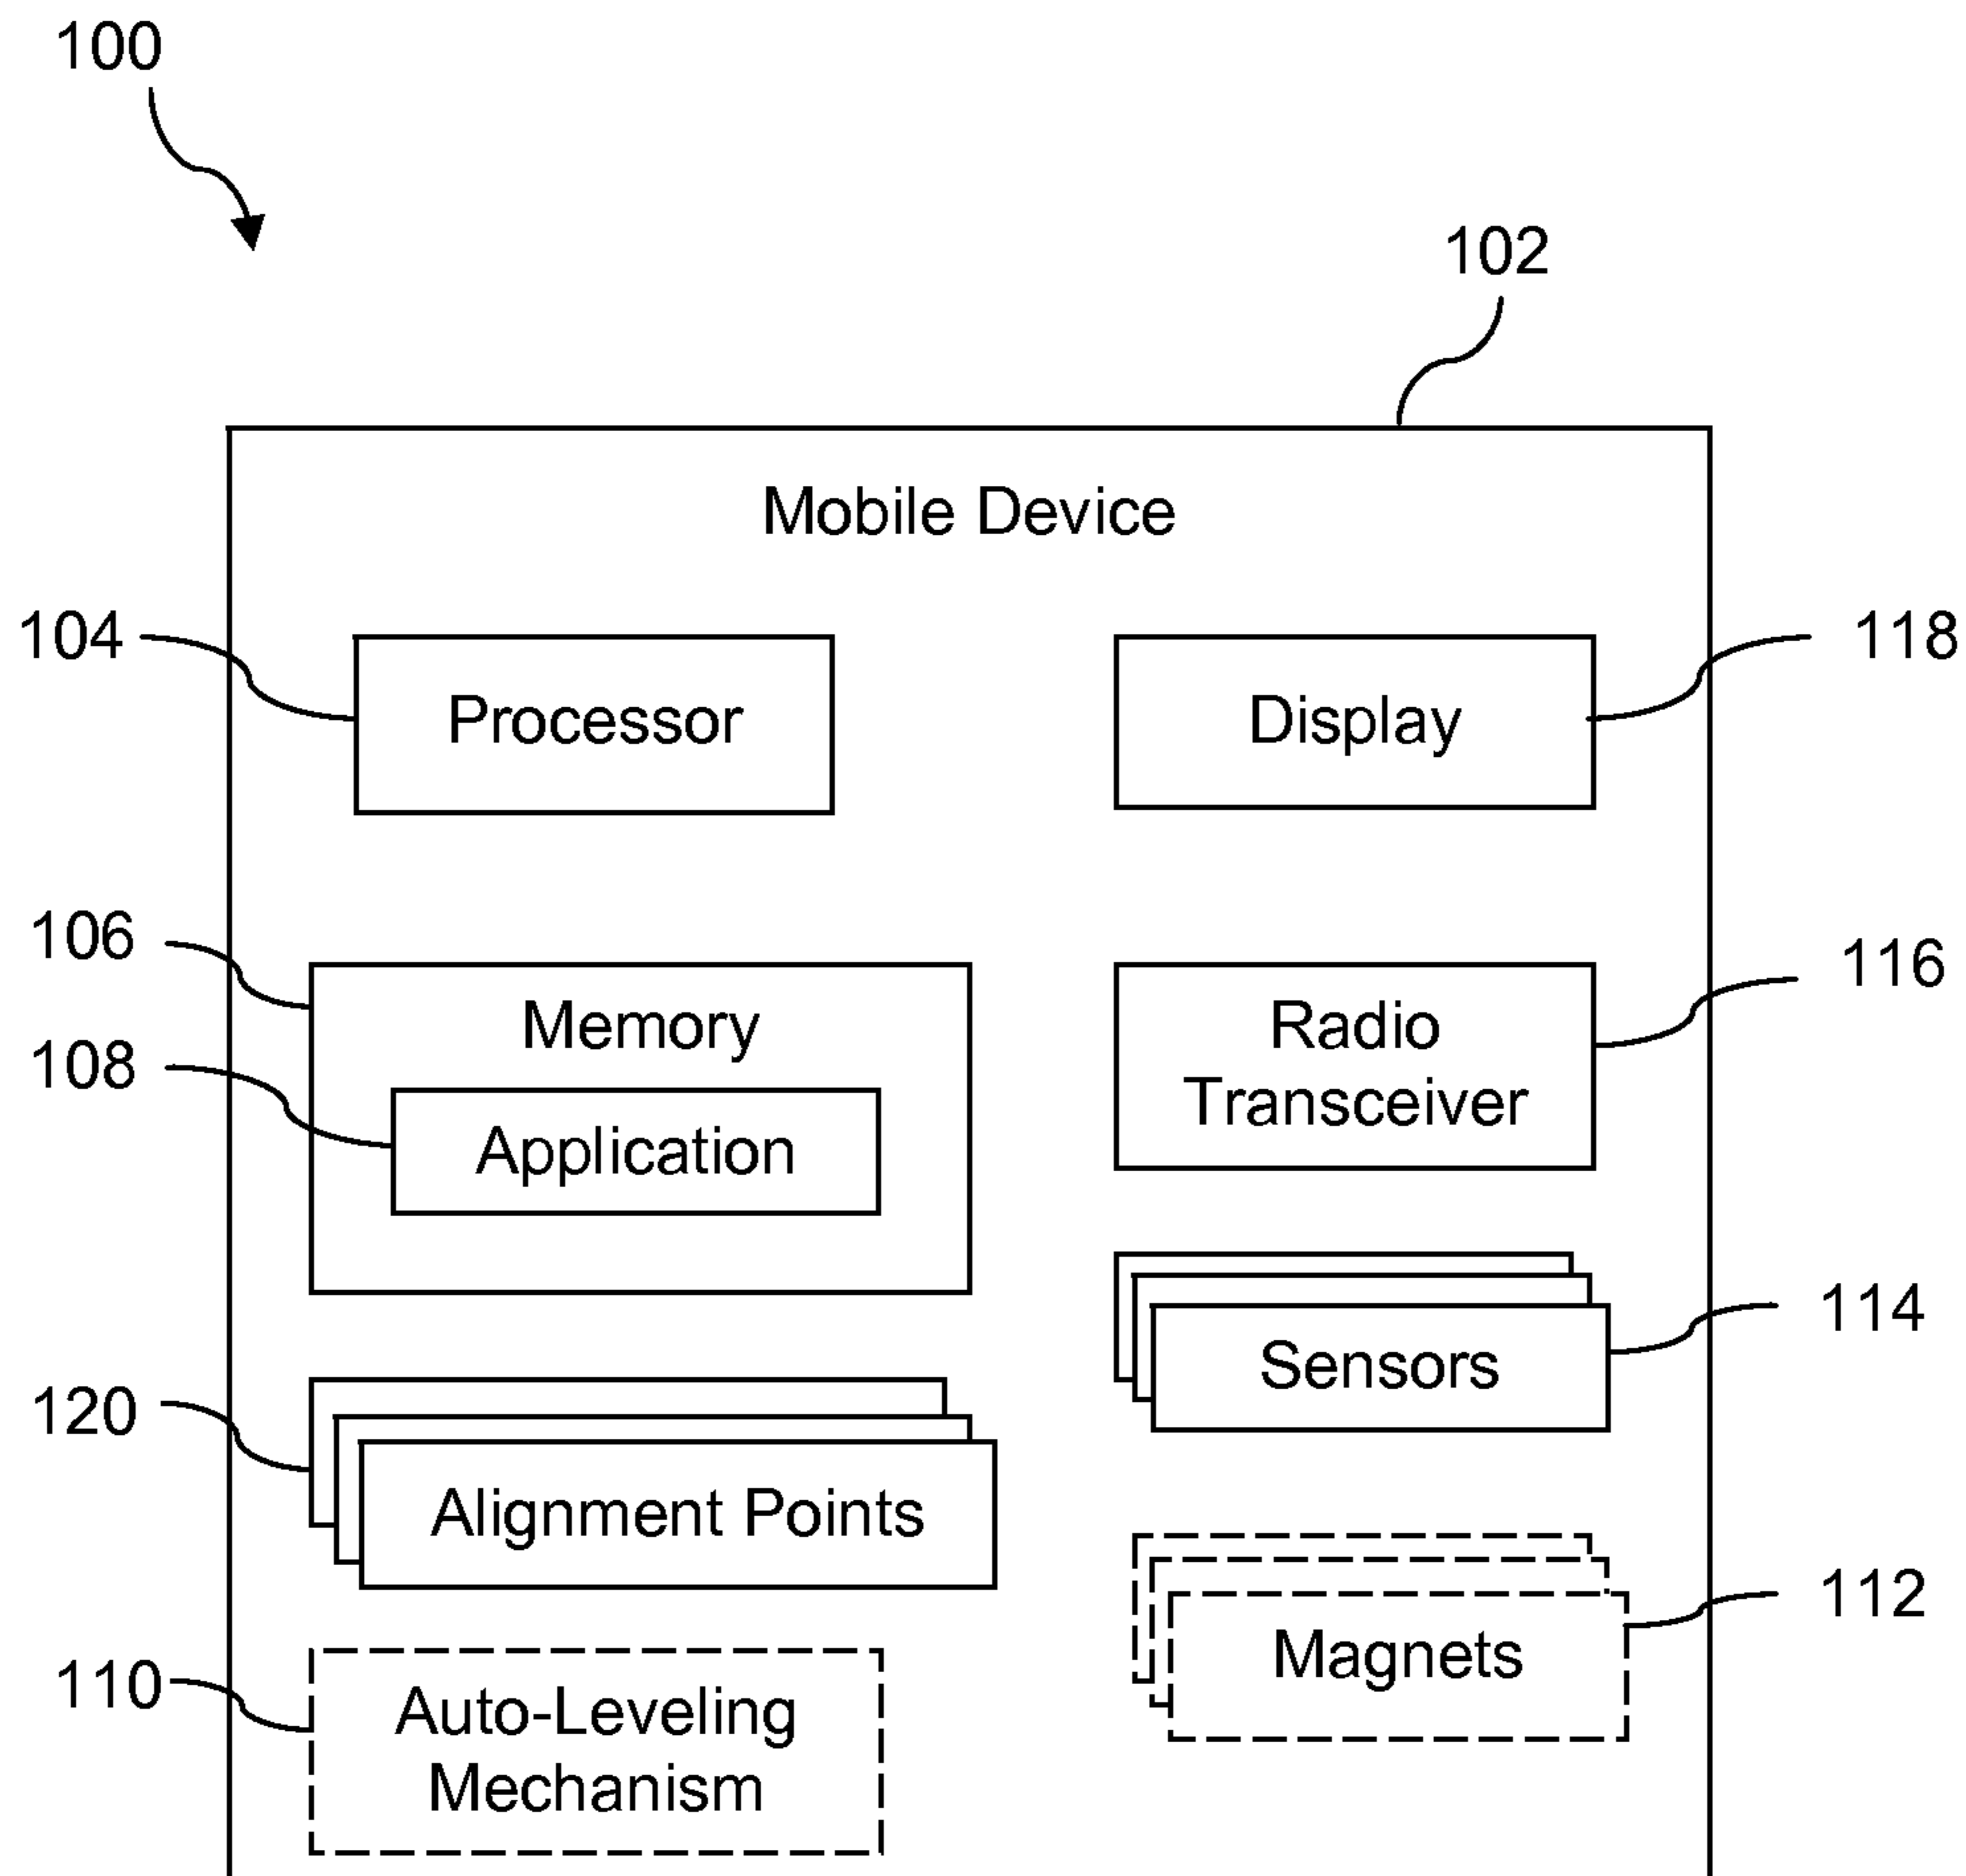 100
102
Mobile Device
104
Processor
Display
118
106
Memory
108
Application
Radio
Transceiver
116
Sensors
114
120
Alignment Points
Magnets
112
110
Auto-Leveling
Mechanism